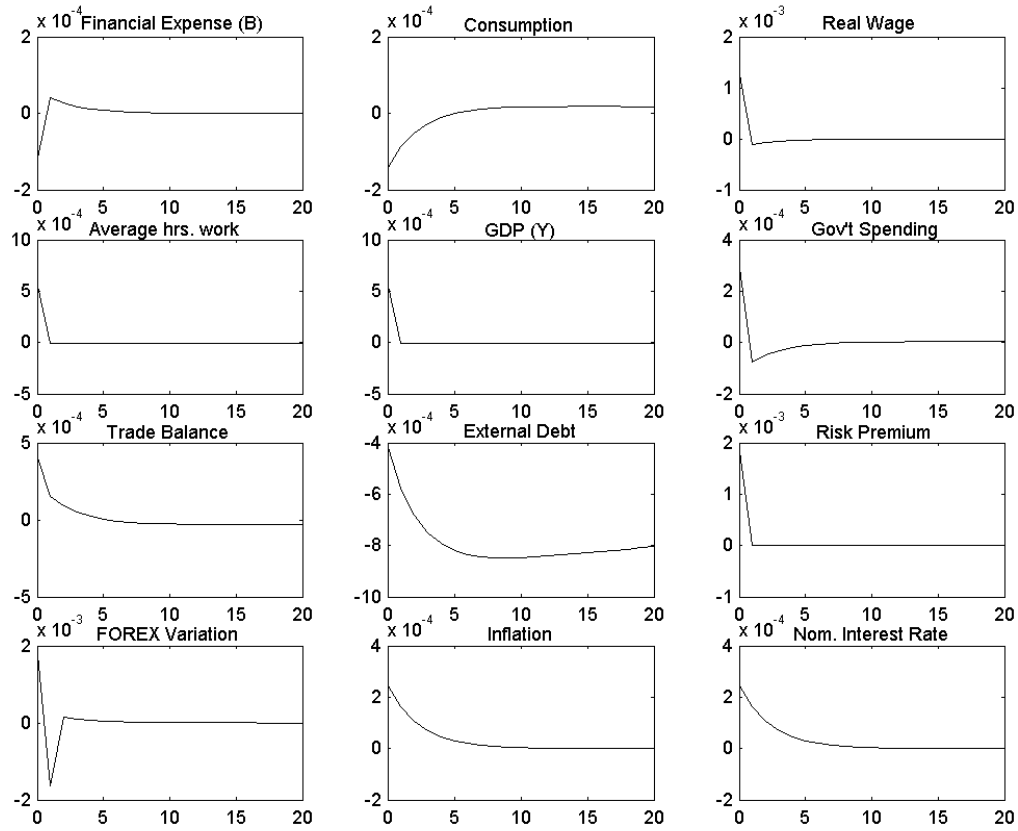 x 10^-4 Financial Expense (B)
2
0
-2
0 5 10 15 20
x 10^-4 Consumption
2
0
-2
0 5 10 15 20
x 10^-3 Real Wage
2
1
0
-1
0 5 10 15 20
x 10^-4 Average hrs. work
10
5
0
-5
0 5 10 15 20
x 10^-4 GDP (Y)
10
5
0
-5
0 5 10 15 20
x 10^-4 Gov't Spending
4
2
0
-2
0 5 10 15 20
x 10^-4 Trade Balance
5
0
-5
0 5 10 15 20
x 10^-4 External Debt
-4
-6
-8
-10
0 5 10 15 20
x 10^-3 Risk Premium
2
1
0
-1
0 5 10 15 20
x 10^-3 FOREX Variation
2
0
-2
0 5 10 15 20
x 10^-4 Inflation
4
2
0
-2
0 5 10 15 20
x 10^-4 Nom. Interest Rate
4
2
0
-2
0 5 10 15 20